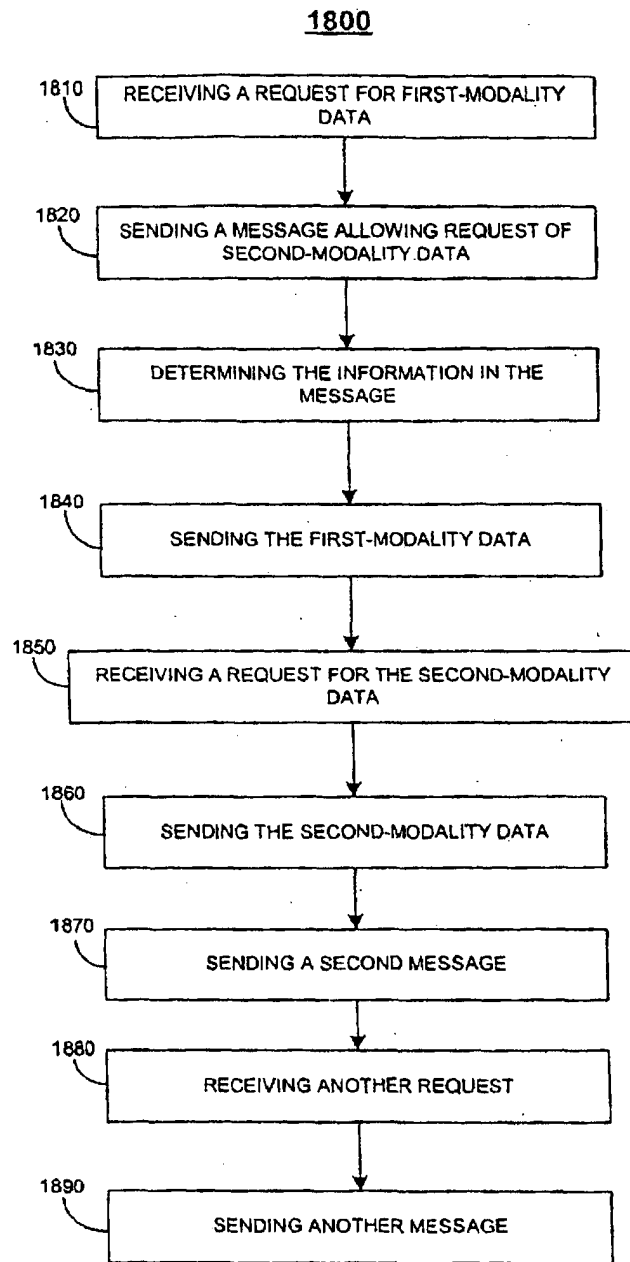 1800
1810
RECEIVING A REQUEST FOR FIRST-MODALITY
DATA
1820
SENDING A MESSAGE ALLOWING REQUEST OF
SECOND-MODALITY DATA
1830
DETERMINING THE INFORMATION IN THE
MESSAGE
1840
SENDING THE FIRST-MODALITY DATA
1850
RECEIVING A REQUEST FOR THE SECOND-MODALITY
DATA
1860
SENDING THE SECOND-MODALITY DATA
1870
SENDING A SECOND MESSAGE
1880
RECEIVING ANOTHER REQUEST
1890
SENDING ANOTHER MESSAGE